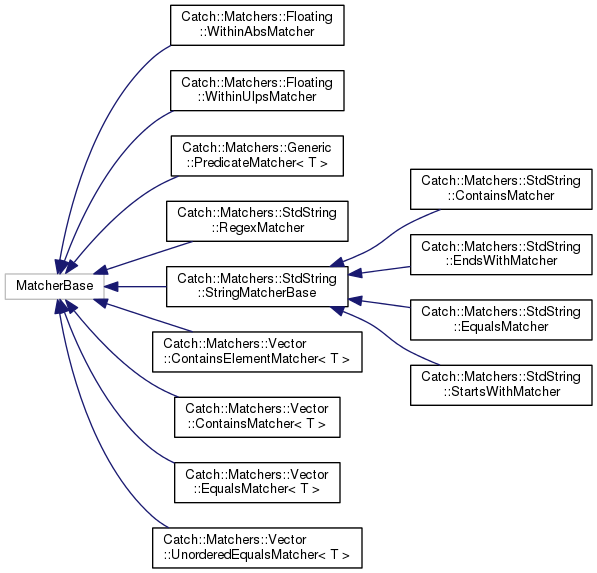 Catch::Matchers::Floating
::WithinAbsMatcher
Catch::Matchers::Floating
::WithinUlpsMatcher
Catch::Matchers::Generic
::PredicateMatcher< T >
Catch::Matchers::StdString
::RegexMatcher
MatcherBase
Catch::Matchers::StdString
::StringMatcherBase
Catch::Matchers::Vector
::ContainsElementMatcher< T >
Catch::Matchers::Vector
::ContainsMatcher< T >
Catch::Matchers::Vector
::EqualsMatcher< T >
Catch::Matchers::Vector
::UnorderedEqualsMatcher< T >
Catch::Matchers::StdString
::ContainsMatcher
Catch::Matchers::StdString
::EndsWithMatcher
Catch::Matchers::StdString
::EqualsMatcher
Catch::Matchers::StdString
::StartsWithMatcher